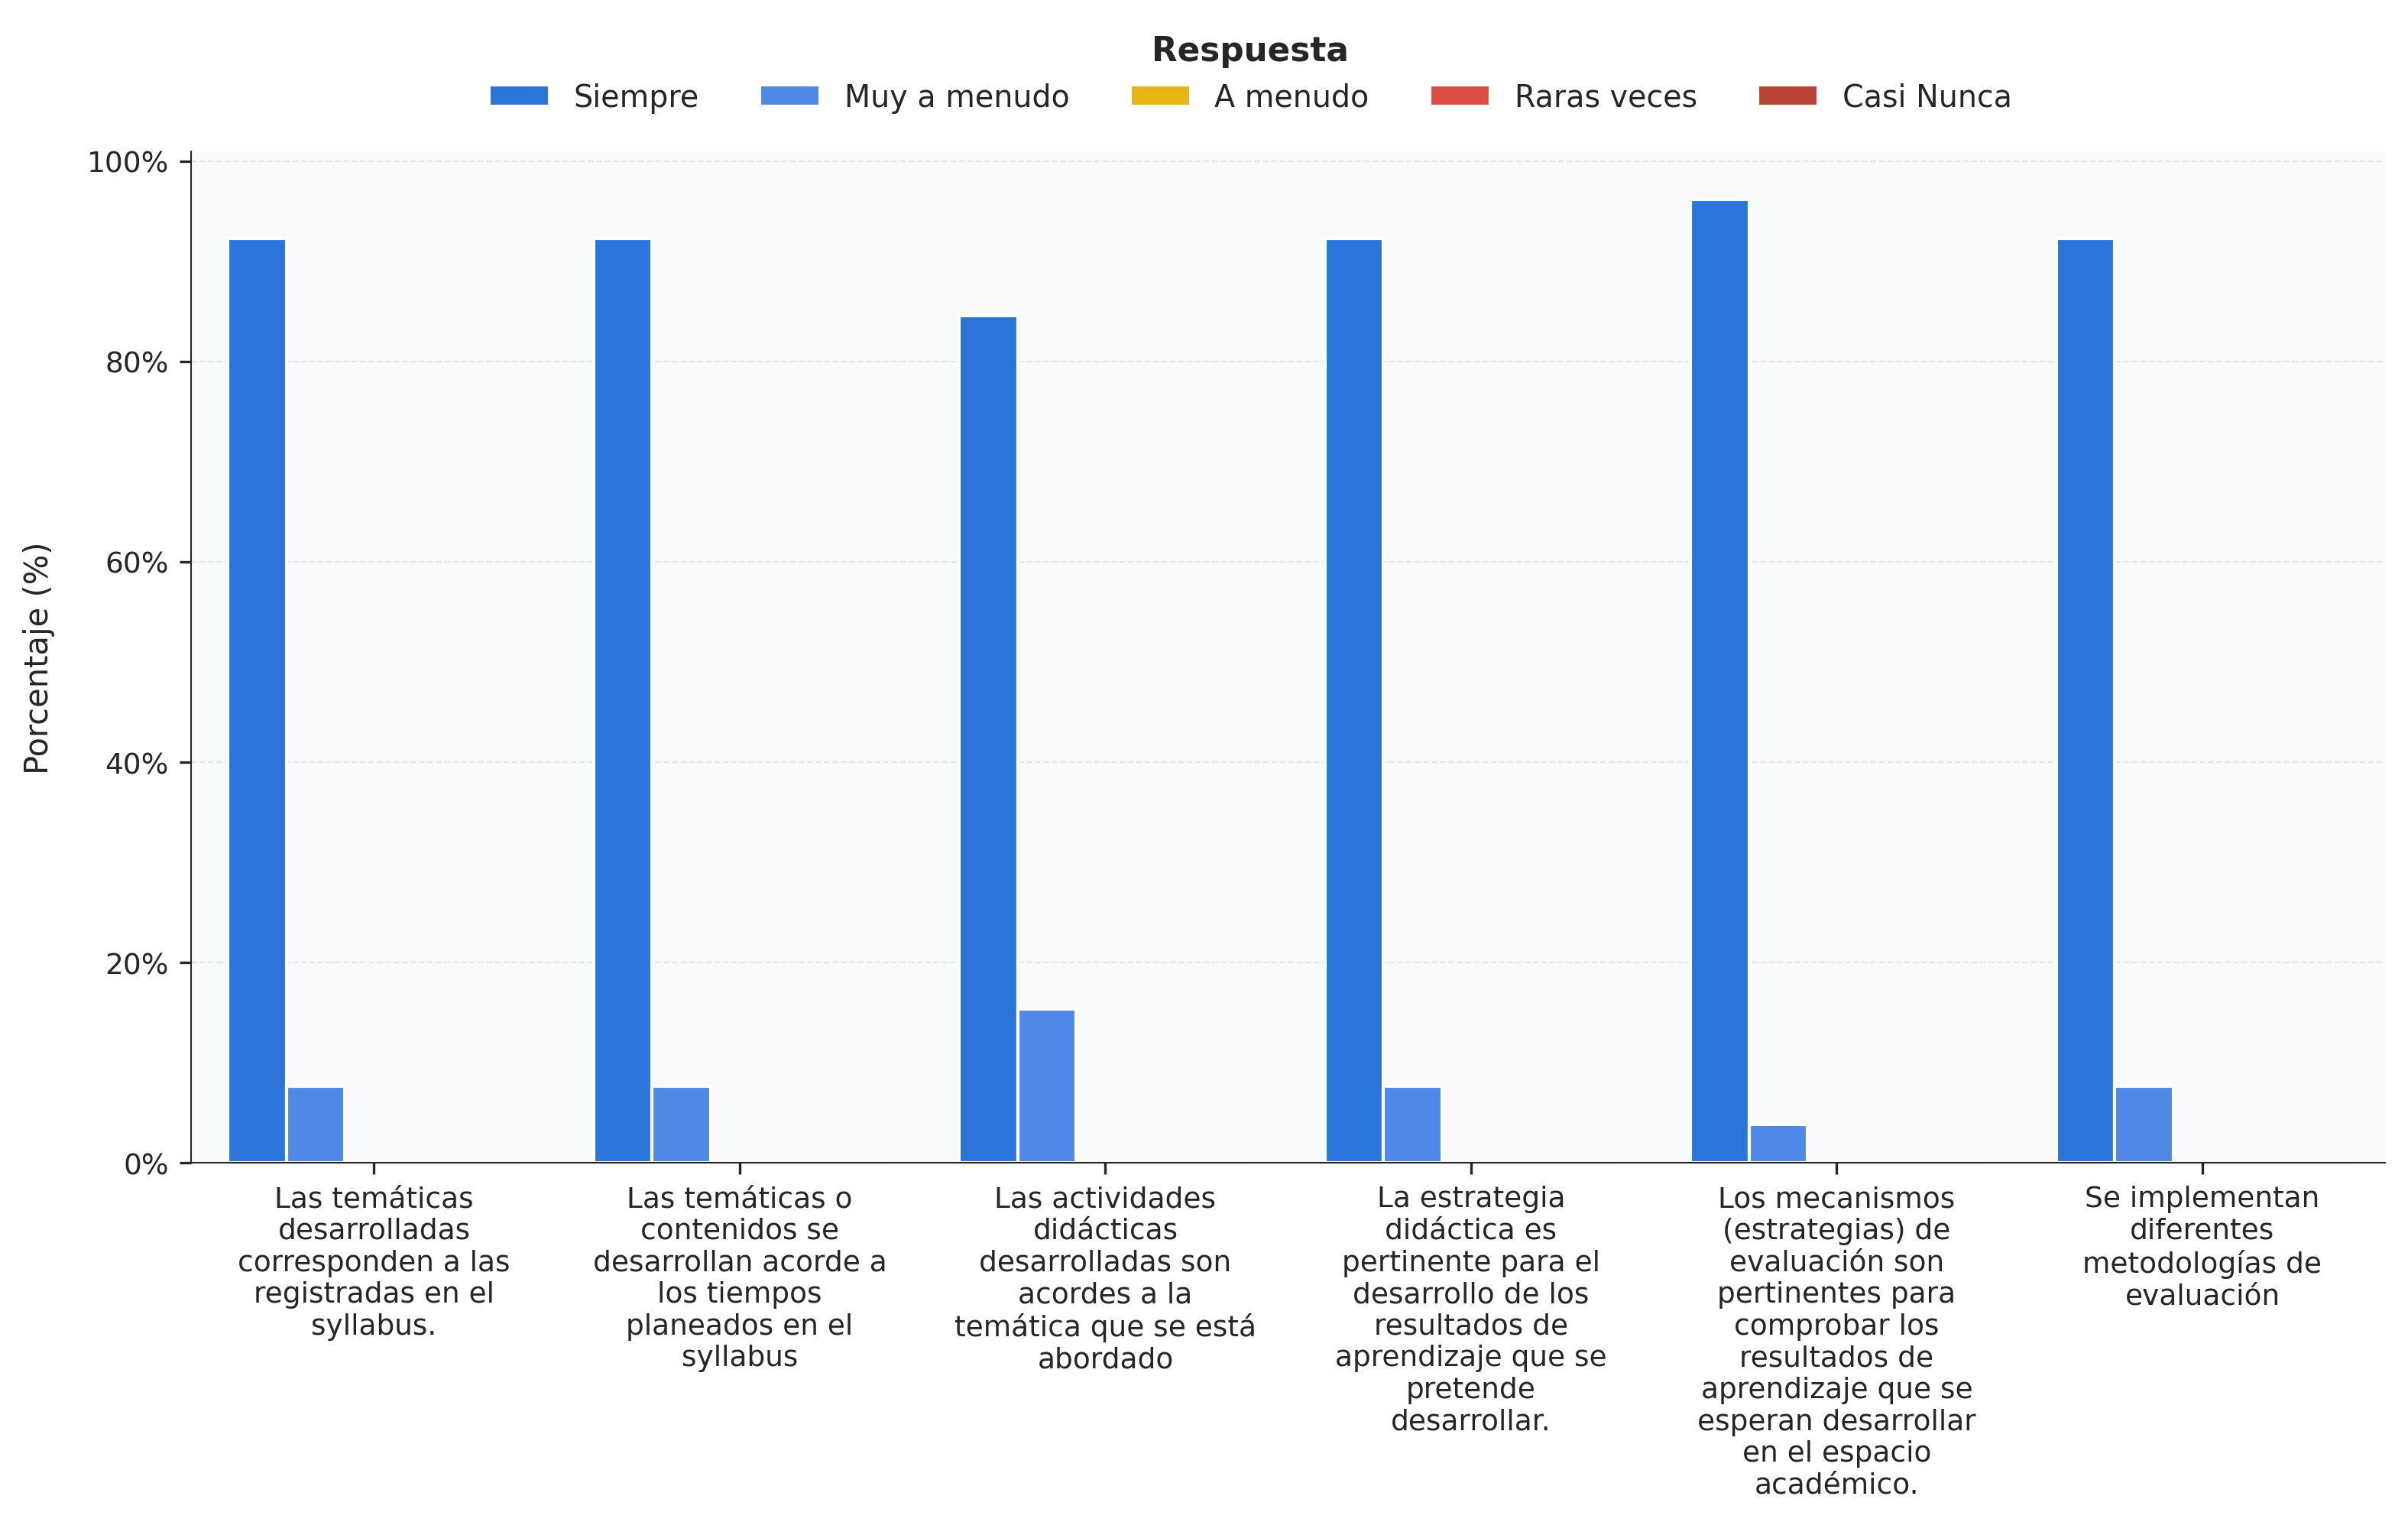 Respuesta
Siempre
Muy a menudo
A menudo
Raras veces
Casi Nunca
Porcentaje (%)
100%
80%
60%
40%
20%
0%
Las temáticas
desarrolladas
corresponden a las
registradas en el
syllabus.
Las temáticas o
contenidos se
desarrollan acorde a
los tiempos
planeados en el
syllabus
Las actividades
didácticas
desarrolladas son
acordes a la
temática que se está
abordado
La estrategia
didáctica es
pertinente para el
desarrollo de los
resultados de
aprendizaje que se
pretende
desarrollar.
Los mecanismos
(estrategias) de
evaluación son
pertinentes para
comprobar los
resultados de
aprendizaje que se
esperan desarrollar
en el espacio
académico.
Se implementan
diferentes
metodologías de
evaluación